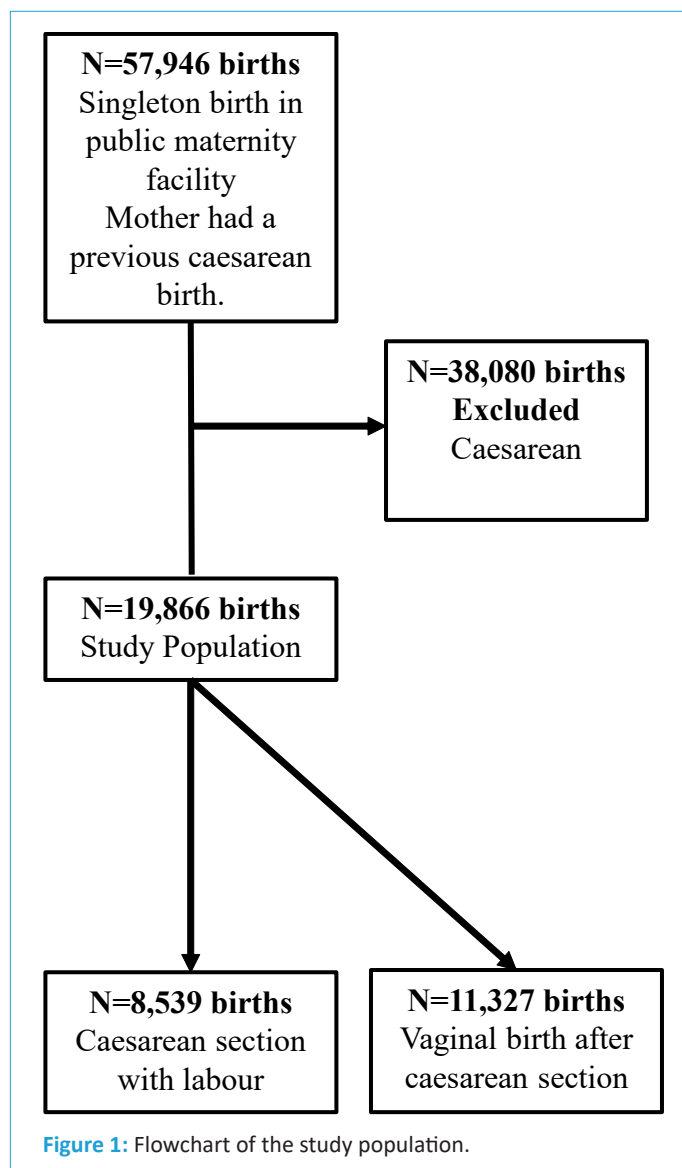 N=57,946 births
Singleton birth in
public maternity
facility
Mother had a
previous caesarean
birth.
N=38,080 births
Excluded
Caesarean
N=19,866 births
Study Population
N=8,539 births
Caesarean section
with labour
N=11,327 births
Vaginal birth after
caesarean section
Figure 1: Flowchart of the study population.